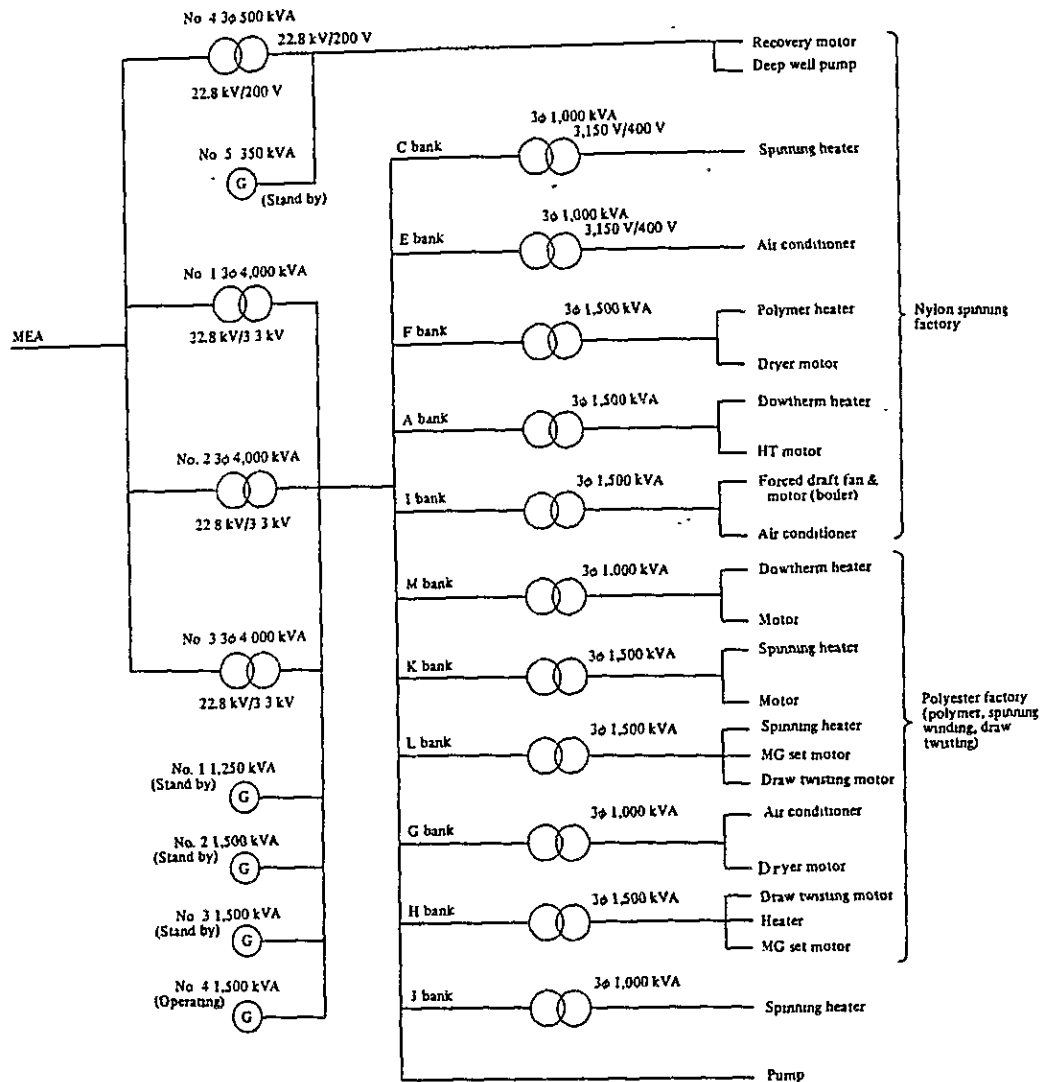 No 4 3φ 500 kVA
22.8 kV/200 V
22.8 kV/200 V
No 5 350 kVA
G
(Stand by)
No 1 3φ 4,000 kVA
22.8 kV/3 3 kV
MEA
No. 2 3φ 4,000 kVA
22 8 kV/3 3 kV
No 3 3φ 4 000 kVA
22.8 kV/3 3 kV
No. 1 1,250 kVA
(Stand by)
G
No. 2 1,500 kVA
(Stand by)
G
No 3 1,500 kVA
(Stand by)
G
No 4 1,500 kVA
(Operating)
G
Recovery motor
Deep well pump
C bank
3φ 1,000 kVA
3,150 V/400 V
Spinning heater
E bank
3φ 1,000 kVA
3,150 V/400 V
Air conditioner
F bank
3φ 1,500 kVA
Polymer heater
Dryer motor
A bank
3φ 1,500 kVA
Dowtherm heater
HT motor
I bank
3φ 1,500 kVA
Forced draft fan &
motor (boiler)
Air conditioner
Nylon spinning
factory
M bank
3φ 1.000 kVA
Dowtherm heater
Motor
K bank
3φ 1,500 kVA
Spinning heater
Motor
L bank
3φ 1,500 kVA
Spinning heater
MG set motor
Draw twisting motor
G bank
3φ 1,000 kVA
Air conditioner
Dryer motor
H bank
3φ 1,500 kVA
Draw twisting motor
Heater
MG set motor
Polyester factory
(polymer, spinning
winding, draw
twisting)
J bank
3φ 1,000 kVA
Spinning heater
Pump